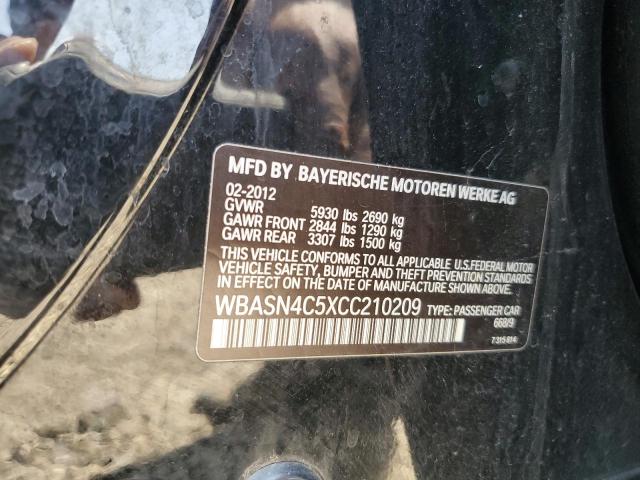 MFD BY BAYERISCHE MOTOREN WERKE AG
02-2012
GVWR 5930 lbs 2690 kg
GAWR FRONT 2844 lbs 1290 kg
GAWR REAR 3307 lbs 1500 kg
THIS VEHICLE CONFORMS TO ALL APPLICABLE U.S.FEDERAL MOTOR
VEHICLE SAFETY, BUMPER AND THEFT PREVENTION STANDARDS
IN EFFECT ON THE DATE OF MANUFACTURE SHOWN ABOVE.
WBASN4C5XCC210209 TYPE: PASSENGER CAR
668/9
7 315 614